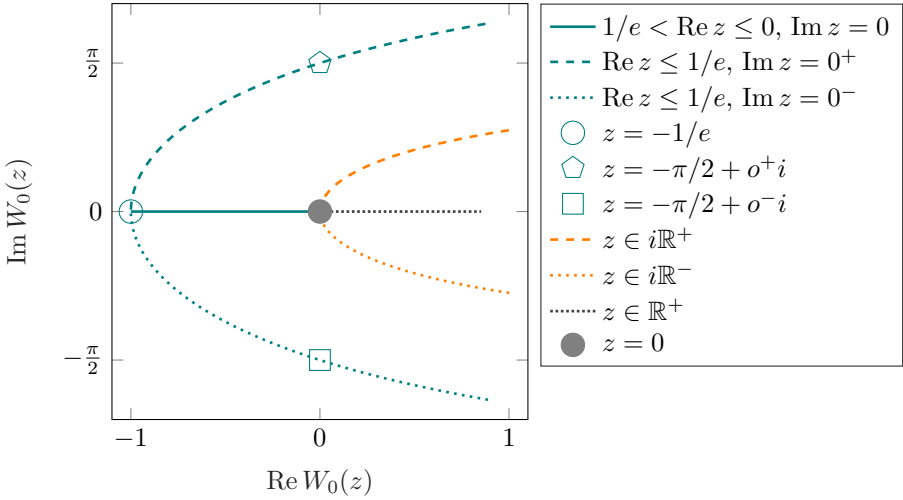 π/2
0
−π/2
Im W₀(z)
−1
0
1
Re W₀(z)
1/e < Re z ≤ 0, Im z = 0
Re z ≤ 1/e, Im z = 0⁺
Re z ≤ 1/e, Im z = 0⁻
z = −1/e
z = −π/2 + o⁺i
z = −π/2 + o⁻i
z ∈ iℝ⁺
z ∈ iℝ⁻
z ∈ ℝ⁺
z = 0